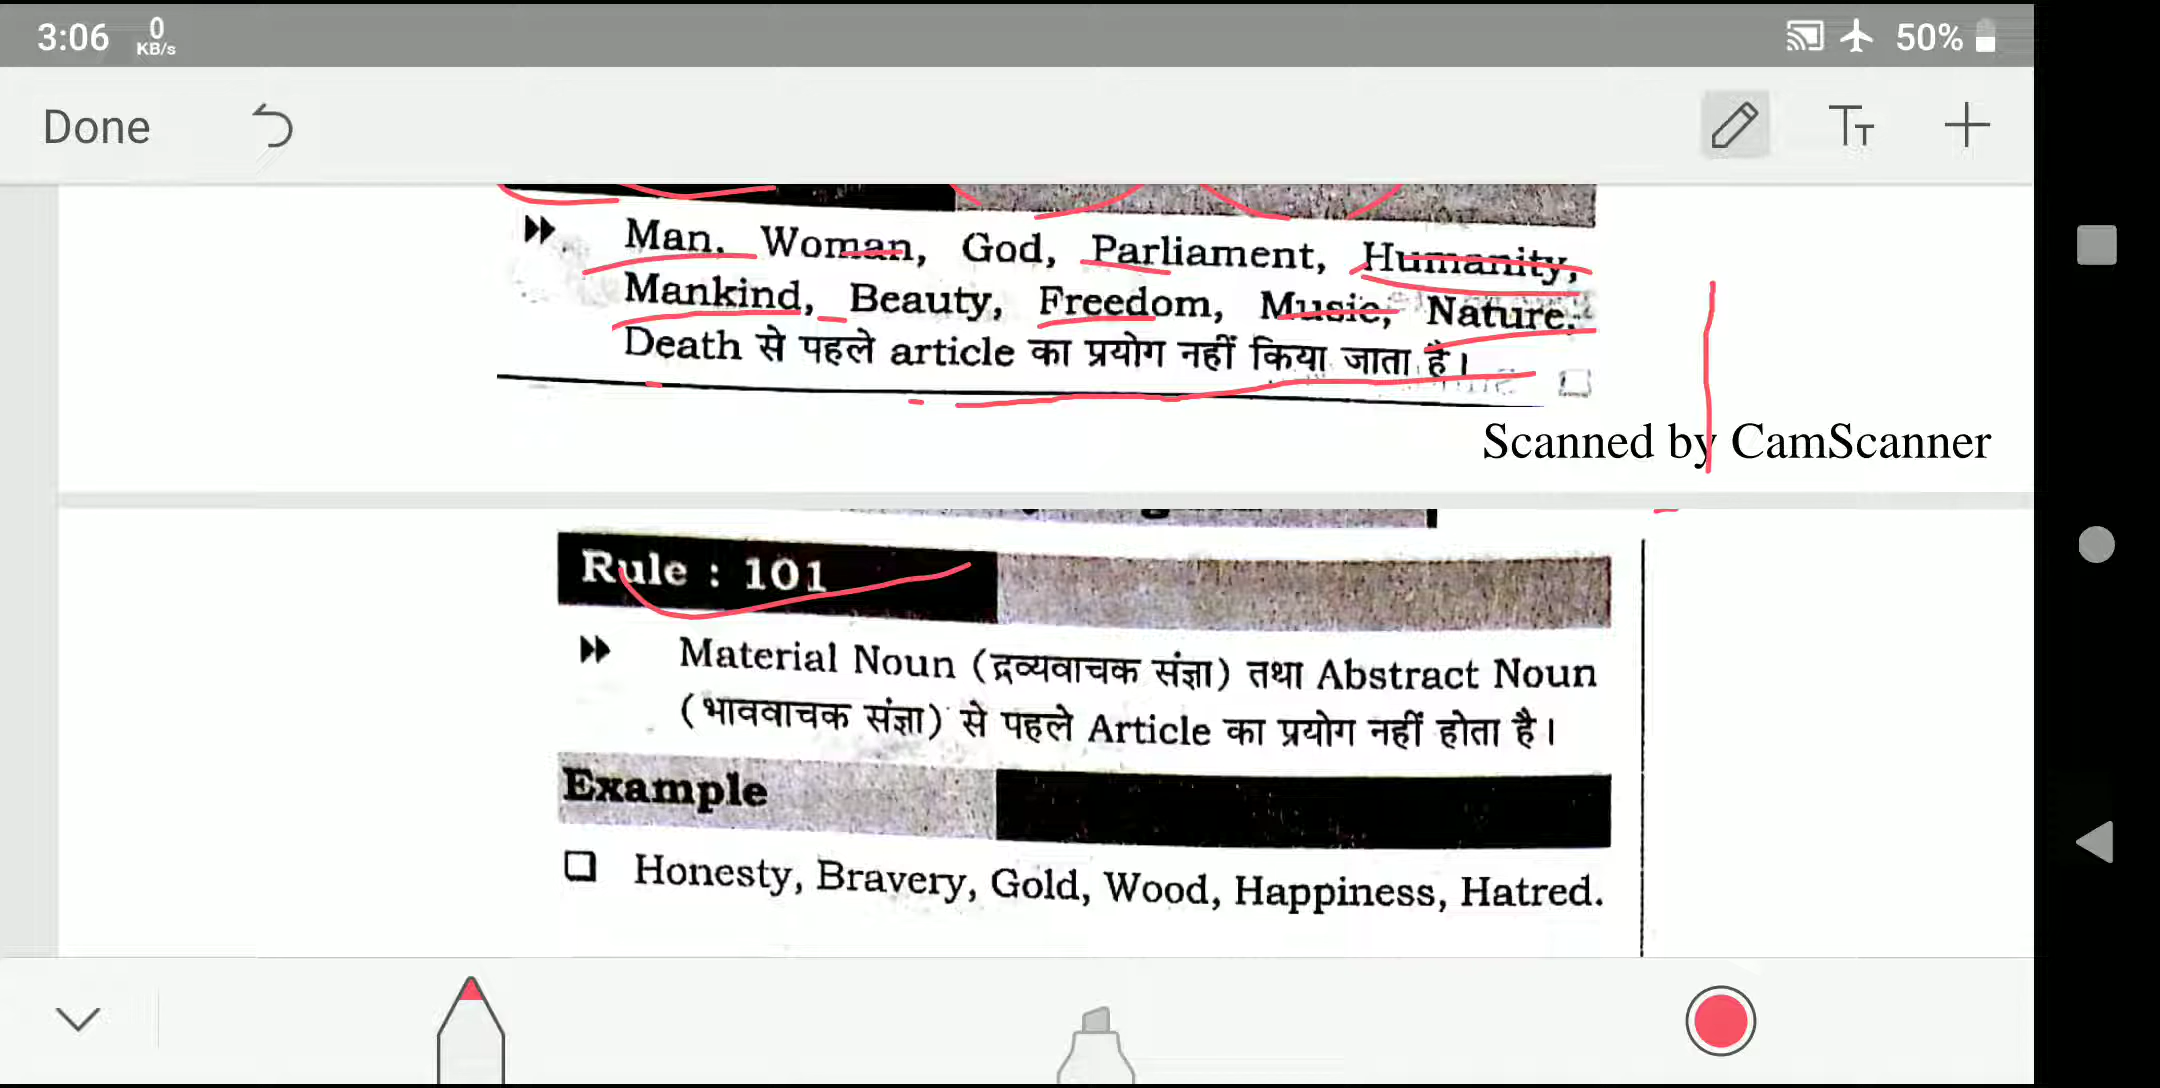 3:06 0 KB/s 50%
Done TT
Man, Woman, God, Parliament, Humanity,
Mankind, Beauty, Freedom, Music, Nature.
Death से पहले article का प्रयोग नहीं किया जाता है।
Scanned by CamScanner
Rule : 101
Material Noun (द्रव्यवाचक संज्ञा) तथा Abstract Noun
(भाववाचक संज्ञा) से पहले Article का प्रयोग नहीं होता है।
Example
Honesty, Bravery, Gold, Wood, Happiness, Hatred.